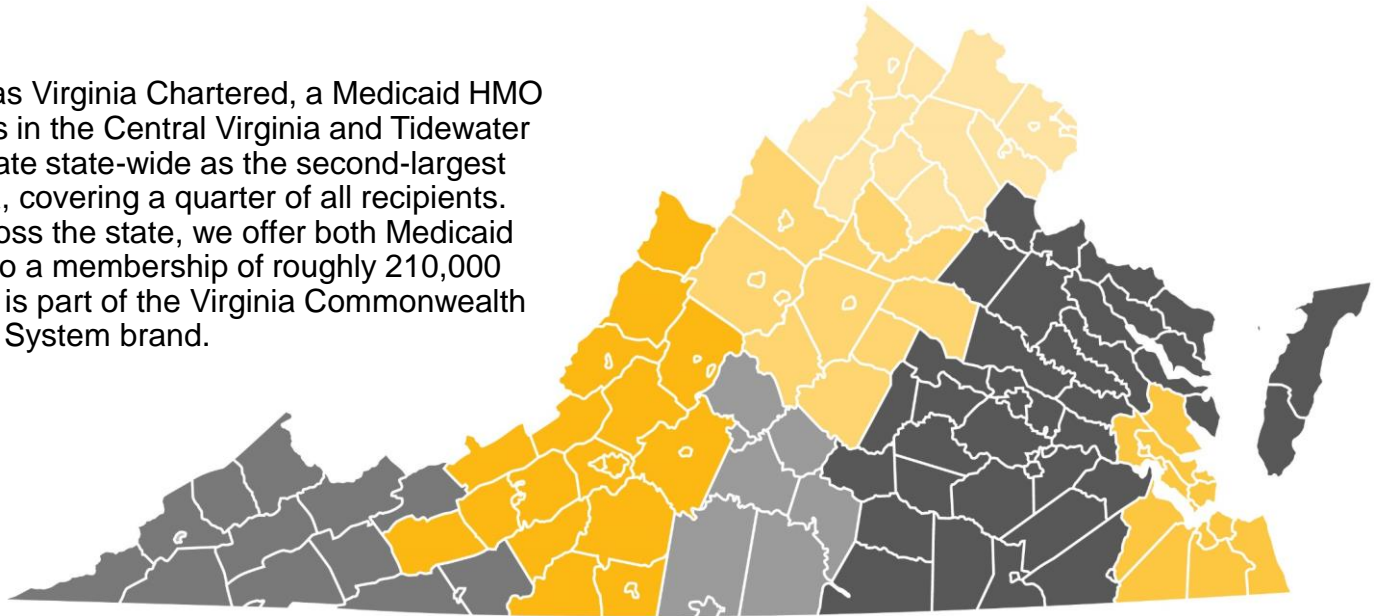 as Virginia Chartered, a Medicaid HMO
s in the Central Virginia and Tidewater
ate state-wide as the second-largest
, covering a quarter of all recipients.
oss the state, we offer both Medicaid
o a membership of roughly 210,000
is part of the Virginia Commonwealth
System brand.